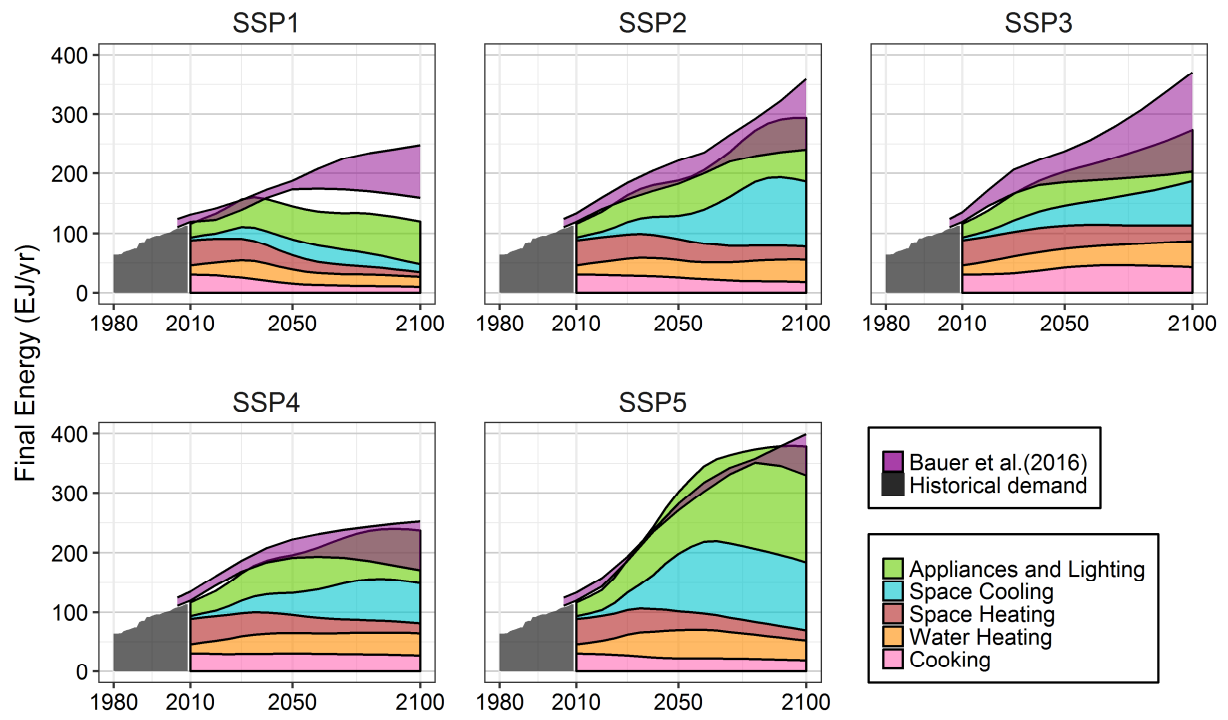 SSP1
SSP2
SSP3
Final Energy (EJ/yr)
400
300
200
100
0
1980
2010
2050
2100
1980
2010
2050
2100
1980
2010
2050
2100
SSP4
SSP5
400
300
200
100
0
1980
2010
2050
2100
1980
2010
2050
2100
Bauer et al.(2016)
Historical demand
Appliances and Lighting
Space Cooling
Space Heating
Water Heating
Cooking